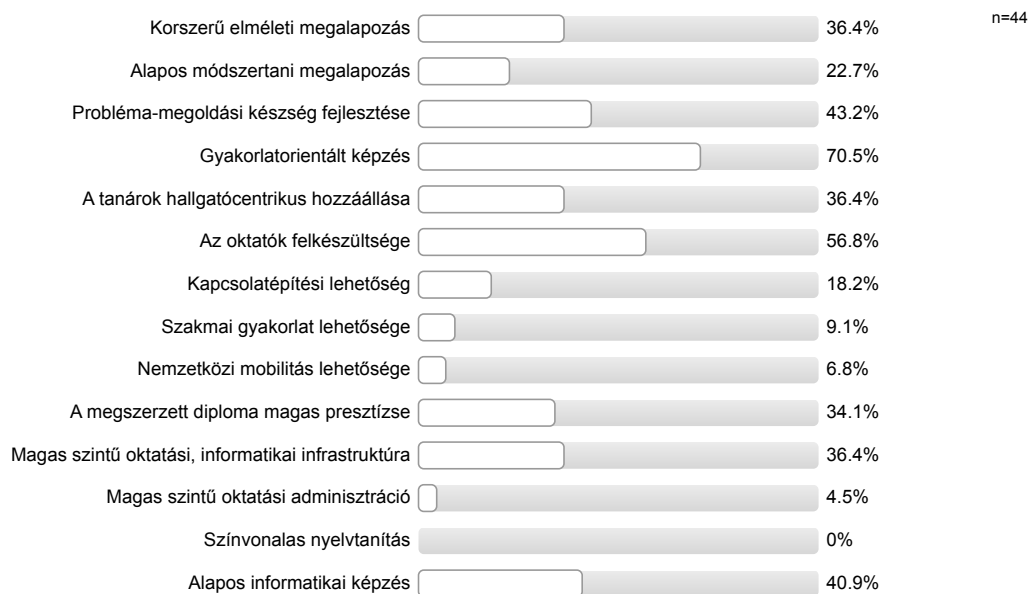 n=44
Korszerű elméleti megalapozás 36.4%
Alapos módszertani megalapozás 22.7%
Probléma-megoldási készség fejlesztése 43.2%
Gyakorlatorientált képzés 70.5%
A tanárok hallgatócentrikus hozzáállása 36.4%
Az oktatók felkészültsége 56.8%
Kapcsolatépítési lehetőség 18.2%
Szakmai gyakorlat lehetősége 9.1%
Nemzetközi mobilitás lehetősége 6.8%
A megszerzett diploma magas presztízse 34.1%
Magas szintű oktatási, informatikai infrastruktúra 36.4%
Magas szintű oktatási adminisztráció 4.5%
Színvonalas nyelvtanítás 0%
Alapos informatikai képzés 40.9%